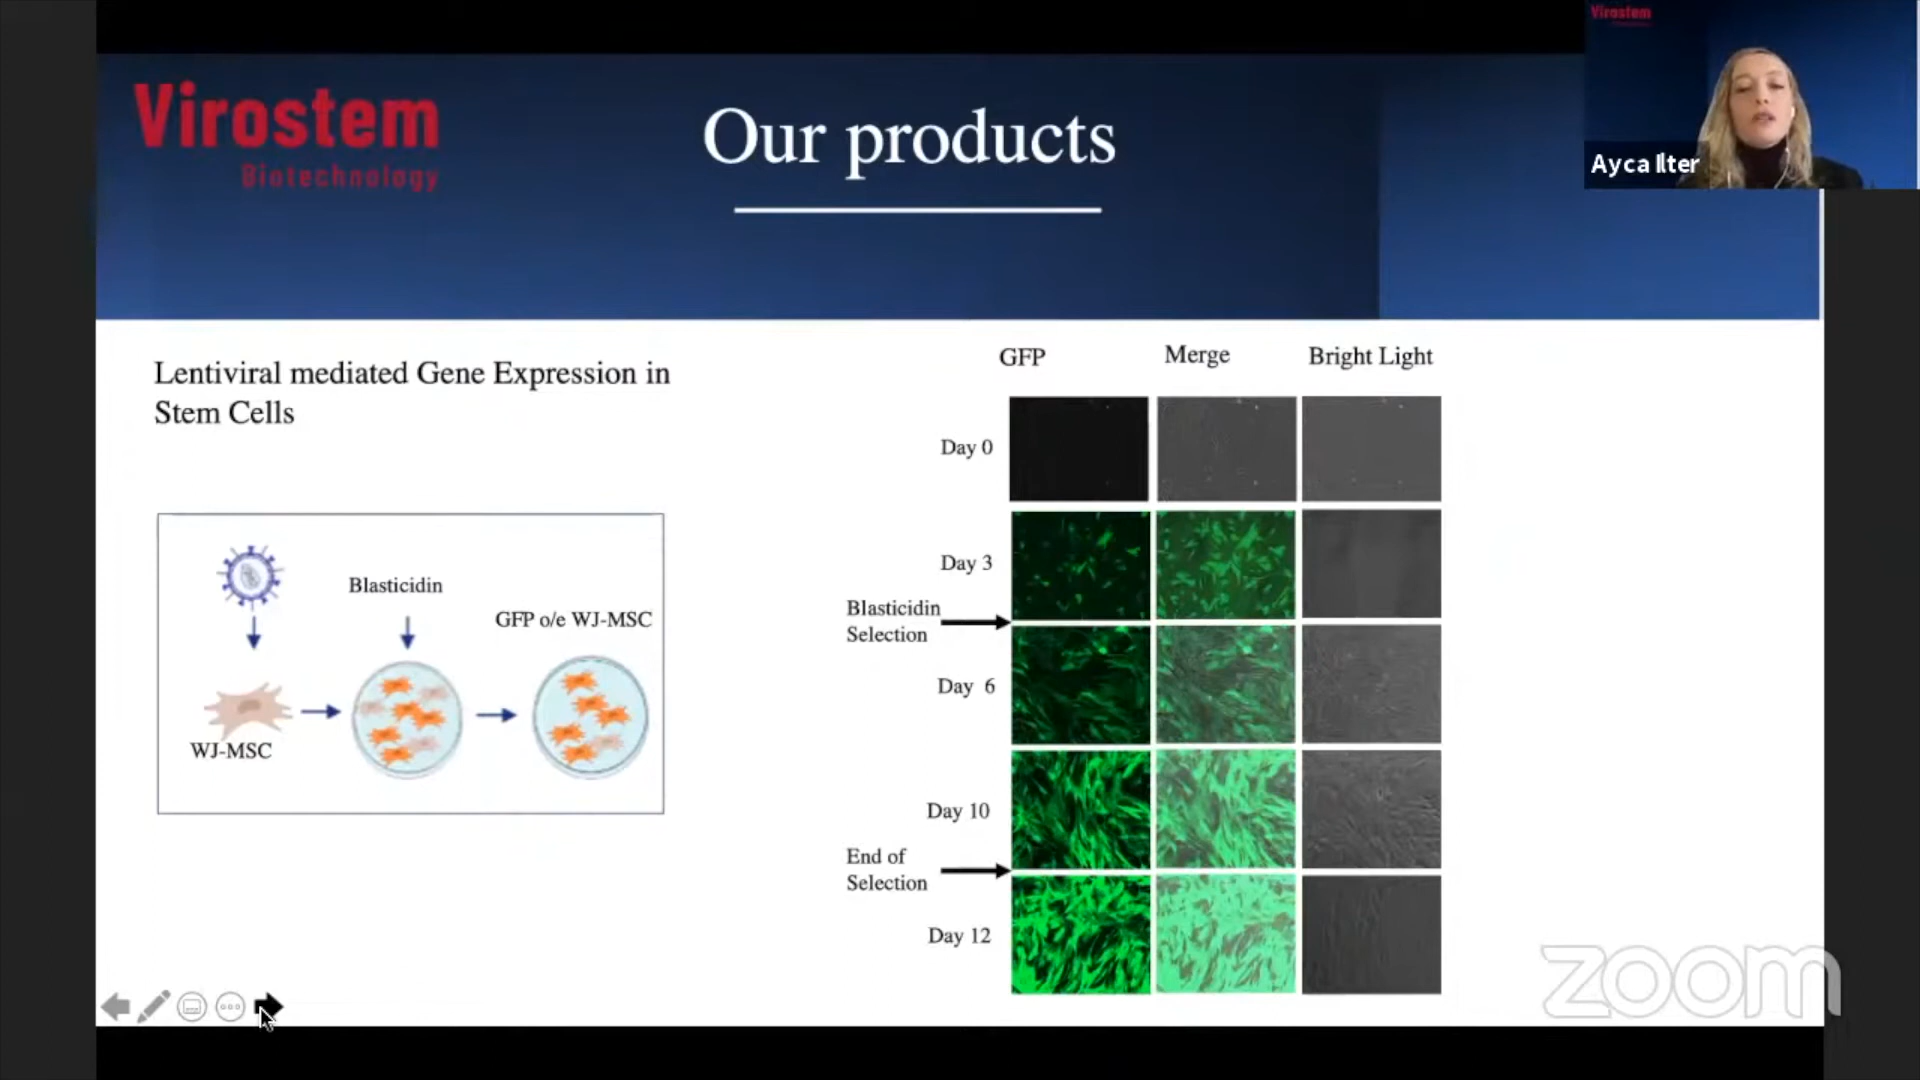 Virostem
Biotechnology
Our products
Virostem
Ayca Ilter
Lentiviral mediated Gene Expression in
Stem Cells
Blasticidin
GFP o/e WJ-MSC
WJ-MSC
GFP
Merge
Bright Light
Day 0
Day 3
Blasticidin
Selection
Day 6
Day 10
End of
Selection
Day 12
zoom